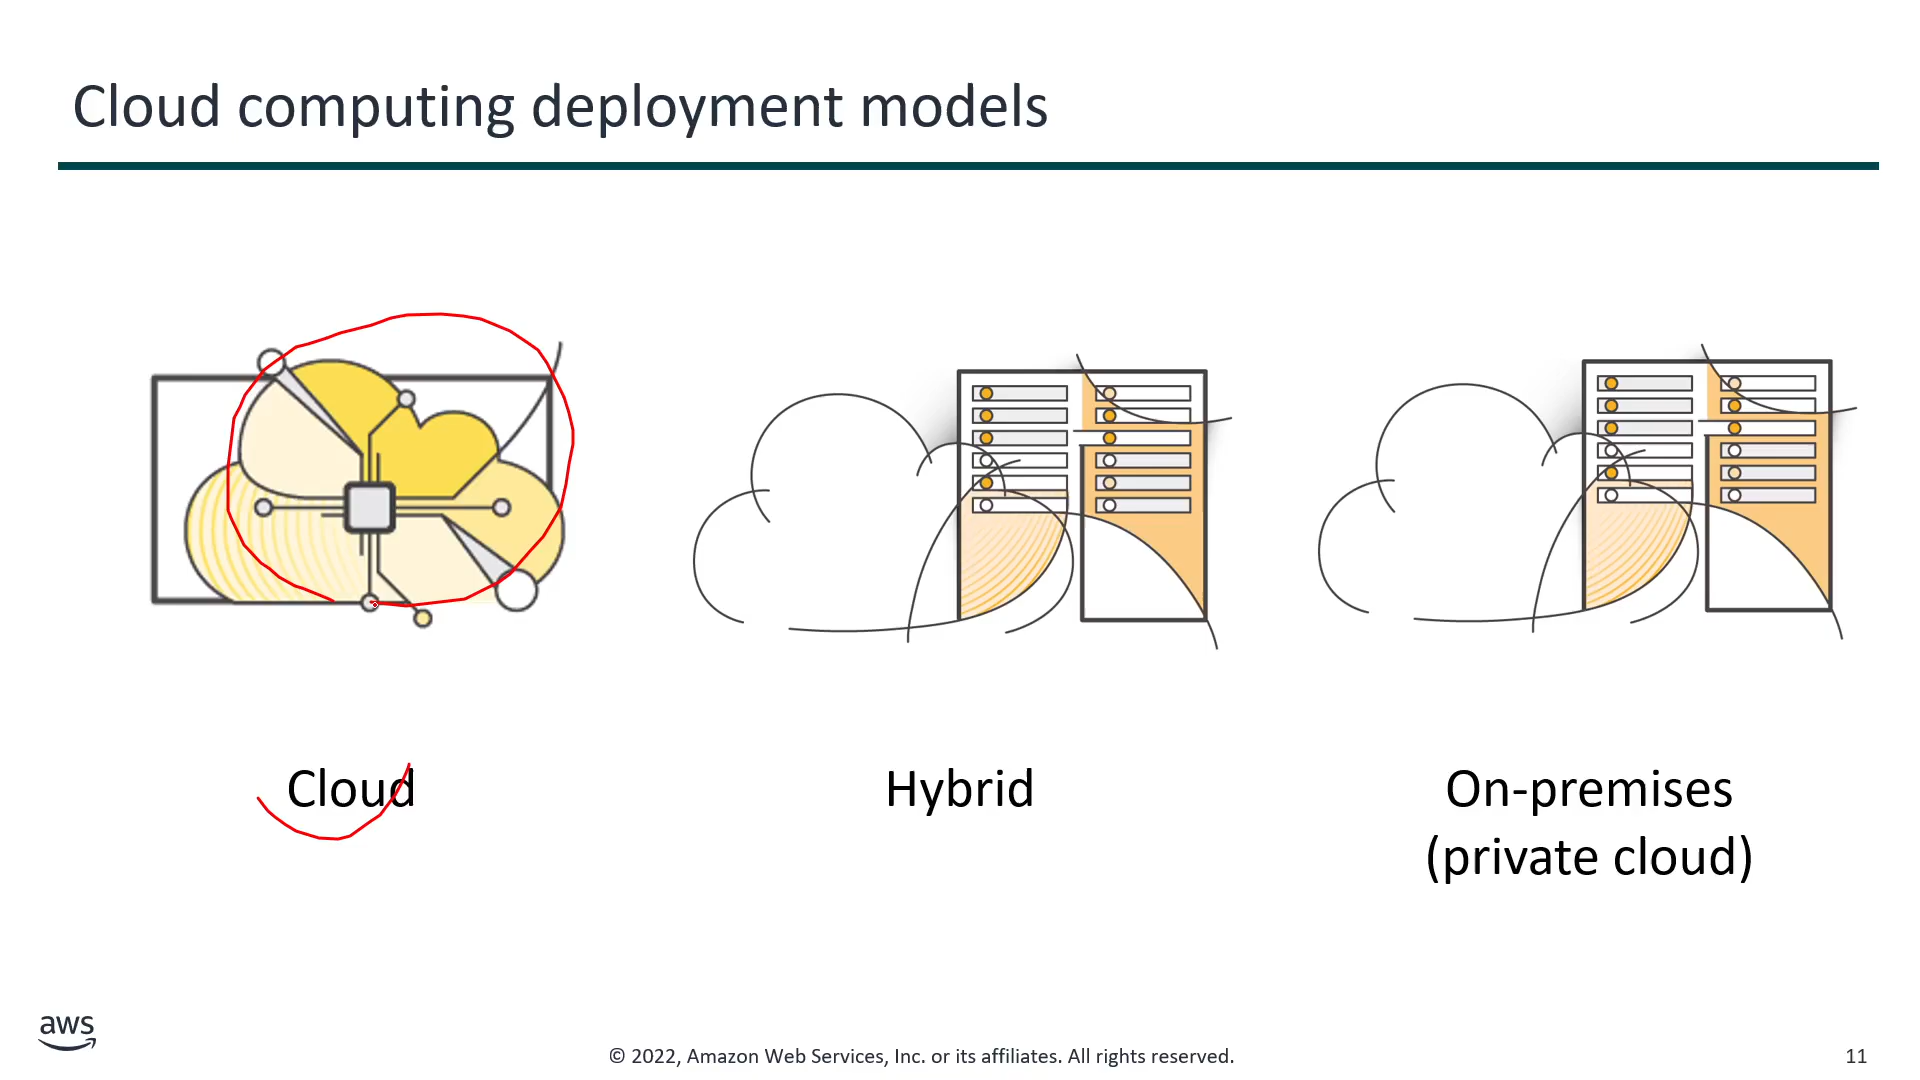 Cloud computing deployment models
Cloud
Hybrid
On-premises
(private cloud)
aws
© 2022, Amazon Web Services, Inc. or its affiliates. All rights reserved.
11